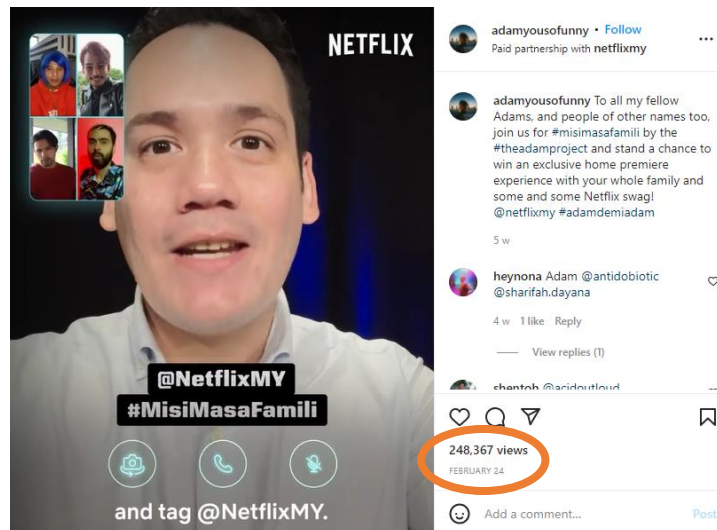 NETFLIX
@NetflixMY
#MisiMasaFamili
and tag @NetflixMY.
adamyousofunny • Follow
Paid partnership with netflixmy
adamyousofunny To all my fellow
Adams, and people of other names too,
join us for #misimasafamili by the
#theadamproject and stand a chance to
win an exclusive home premiere
experience with your whole family and
some and some Netflix swag!
@netflixmy #adamdemiadam
5 w
heynona Adam @antidobiotic
@sharifah.dayana
4 w 1 like Reply
View replies (1)
shentoh @acidoutloud
248,367 views
FEBRUARY 24
Add a comment...
Post